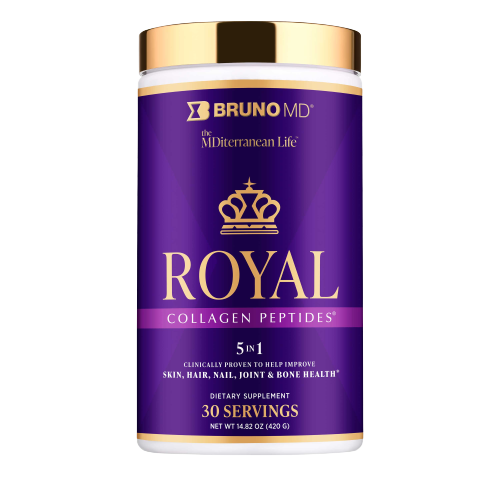 BRUNO MD®
the
MDiterranean Life®
ROYAL
COLLAGEN PEPTIDES®
5 IN 1
CLINICALLY PROVEN TO HELP IMPROVE
SKIN, HAIR, NAIL, JOINT & BONE HEALTH*
DIETARY SUPPLEMENT
30 SERVINGS
NET WT 14.82 OZ (420 G)